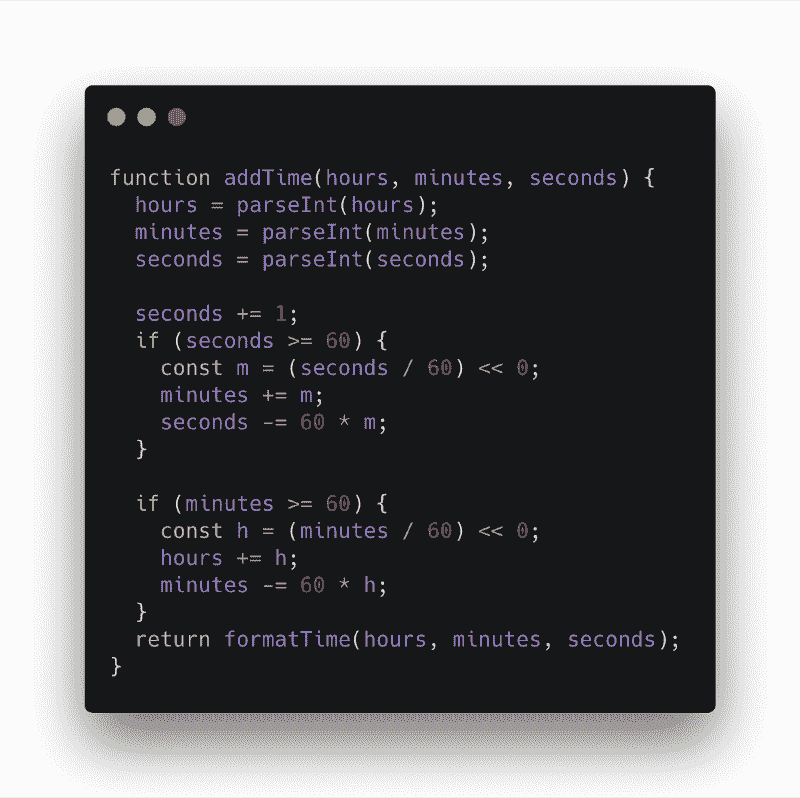 function addTime(hours, minutes, seconds) {
  hours = parseInt(hours);
  minutes = parseInt(minutes);
  seconds = parseInt(seconds);

  seconds += 1;
  if (seconds >= 60) {
    const m = (seconds / 60) << 0;
    minutes += m;
    seconds -= 60 * m;
  }

  if (minutes >= 60) {
    const h = (minutes / 60) << 0;
    hours += h;
    minutes -= 60 * h;
  }
  return formatTime(hours, minutes, seconds);
}